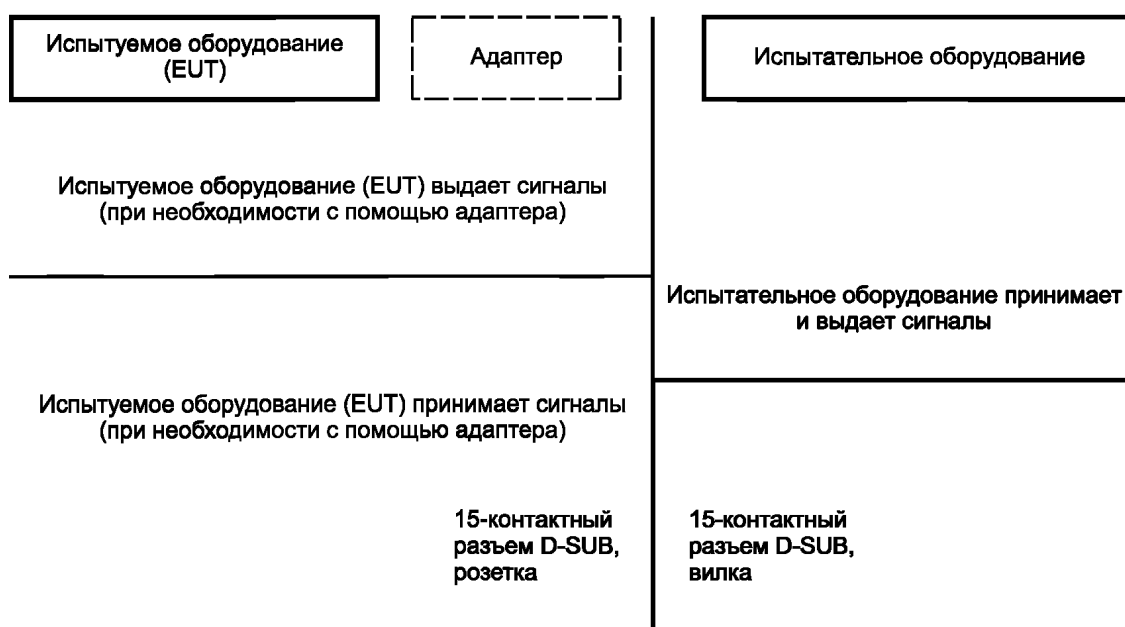 Испытуемое оборудование
(EUT)
Адаптер
Испытательное оборудование
Испытуемое оборудование (EUT) выдает сигналы
(при необходимости с помощью адаптера)
Испытательное оборудование принимает
и выдает сигналы
Испытуемое оборудование (EUT) принимает сигналы
(при необходимости с помощью адаптера)
15-контактный
разъем D-SUB,
розетка
15-контактный
разъем D-SUB,
вилка